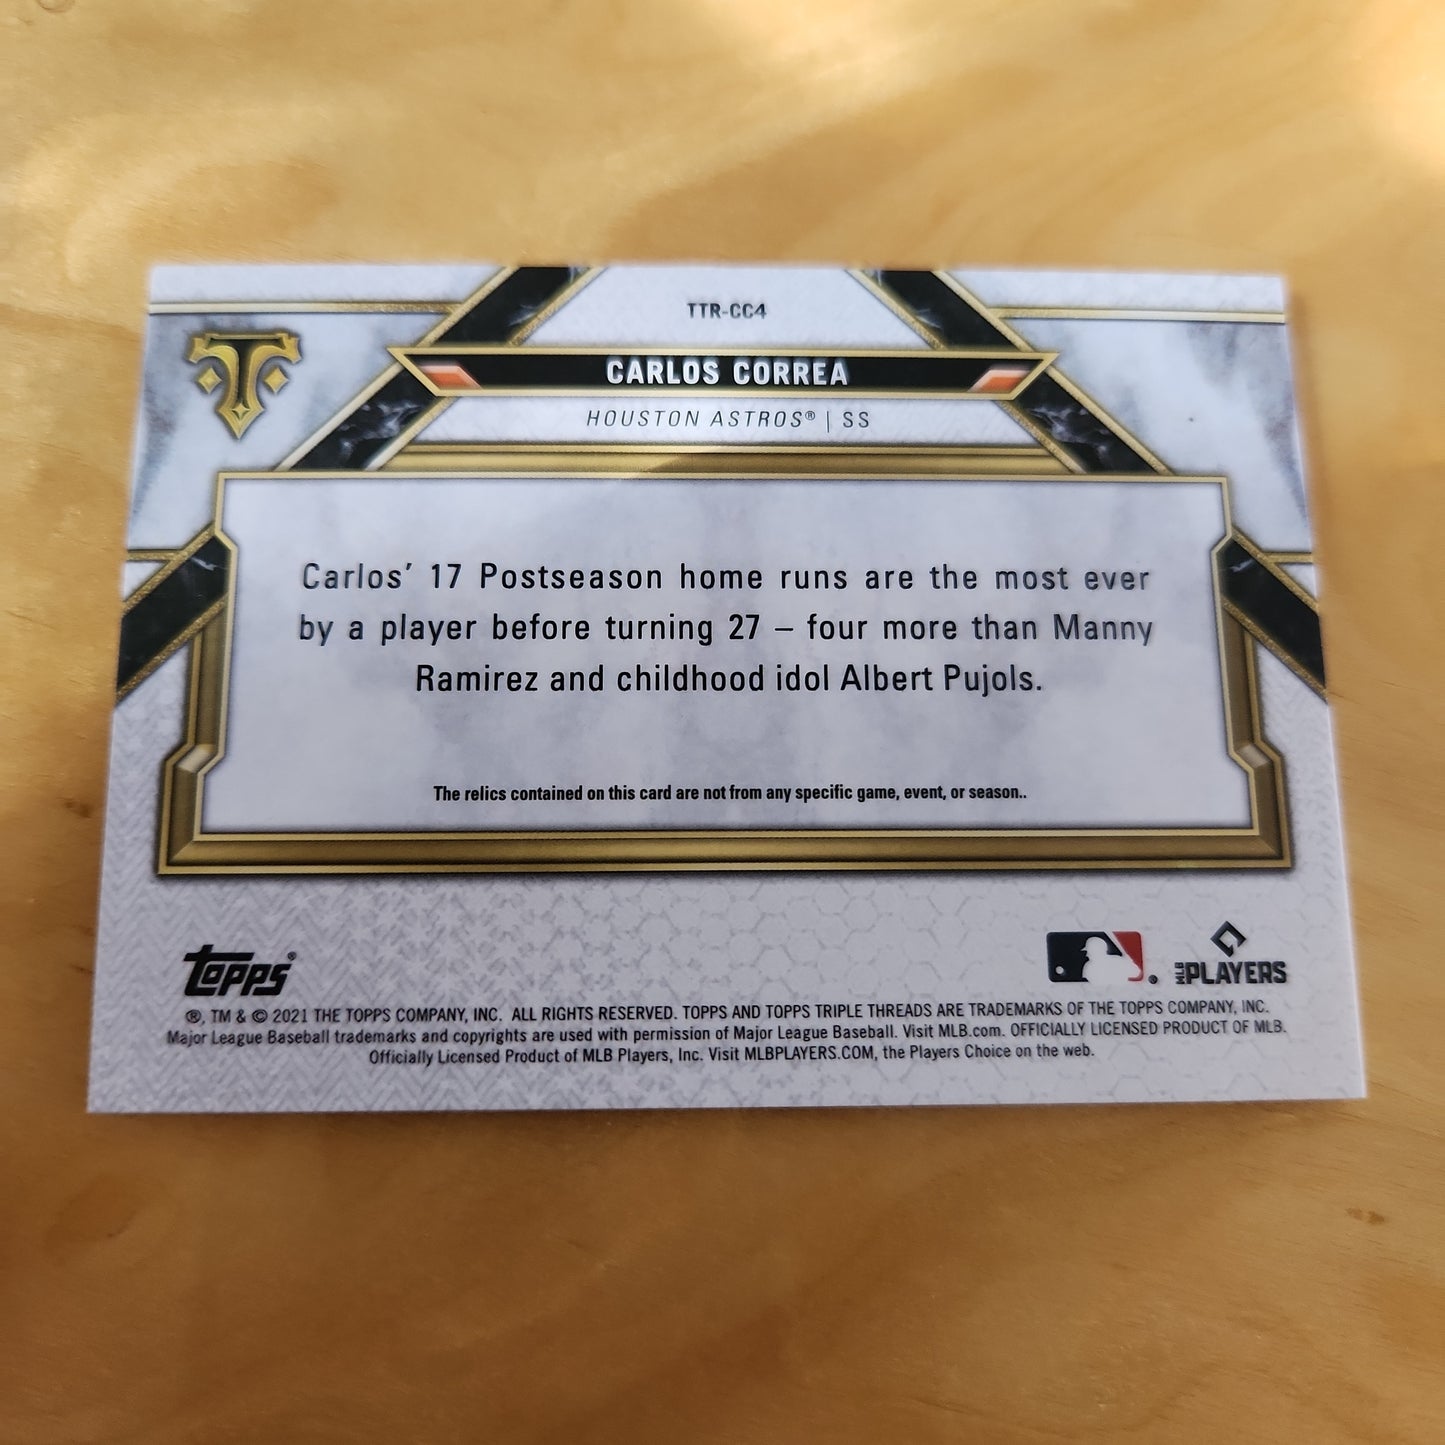 TTR-CC4
CARLOS CORREA
HOUSTON ASTROS® | SS
T
Carlos' 17 Postseason home runs are the most ever
by a player before turning 27 – four more than Manny
Ramirez and childhood idol Albert Pujols.
The relics contained on this card are not from any specific game, event, or season..
Topps®
MLB PLAYERS
®, TM & © 2021 THE TOPPS COMPANY, INC. ALL RIGHTS RESERVED. TOPPS AND TOPPS TRIPLE THREADS ARE TRADEMARKS OF THE TOPPS COMPANY, INC.
Major League Baseball trademarks and copyrights are used with permission of Major League Baseball. Visit MLB.com. OFFICIALLY LICENSED PRODUCT OF MLB.
Officially Licensed Product of MLB Players, Inc. Visit MLBPLAYERS.COM, the Players Choice on the web.